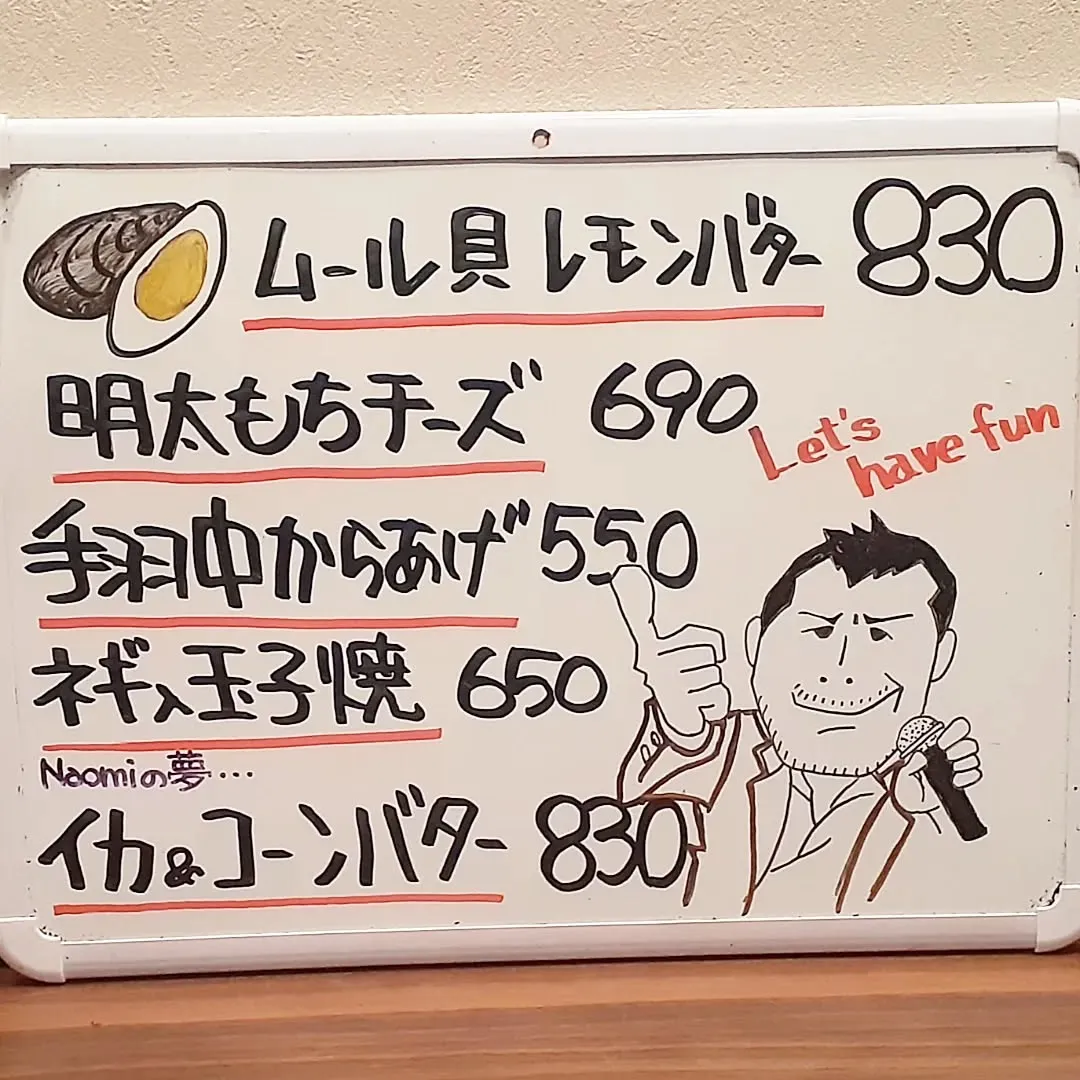 ムール貝 レモンバター 830
明太もちチーズ 690
Let's
have fun
手羽中からあげ 550
ネギ入玉子焼 650
Naomiの夢...
イカ&コーンバター 830